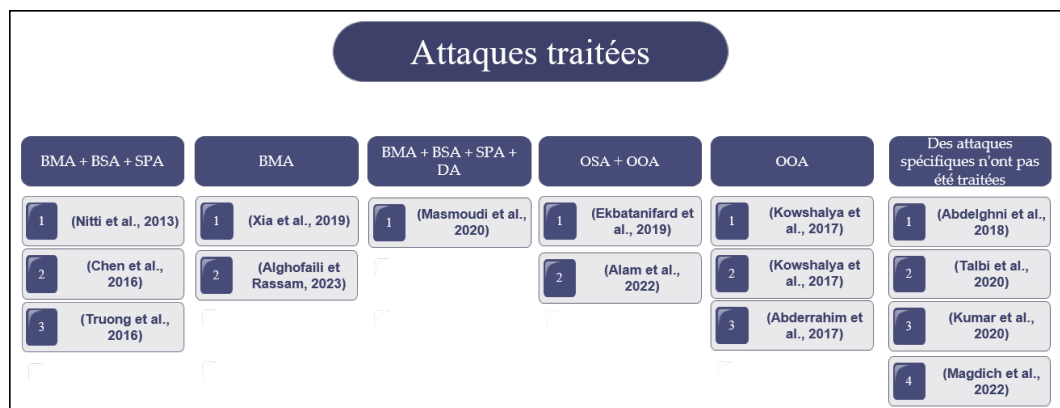 Attaques traitées
BMA + BSA + SPA
1
(Nitti et al., 2013)
2
(Chen et al.,
2016)
3
(Truong et al.,
2016)
BMA
1
(Xia et al., 2019)
2
(Alghofaili et
Rassam, 2023)
BMA + BSA + SPA +
DA
1
(Masmoudi et al.,
2020)
OSA + OOA
1
(Ekbatanifard et
al., 2019)
2
(Alam et al.,
2022)
OOA
1
(Kowshalya et
al., 2017)
2
(Kowshalya et
al., 2017)
3
(Abderrahim et
al., 2017)
Des attaques
spécifiques n'ont pas
été traitées
1
(Abdelghni et al.,
2018)
2
(Talbi et al.,
2020)
3
(Kumar et al.,
2020)
4
(Magdich et al.,
2022)